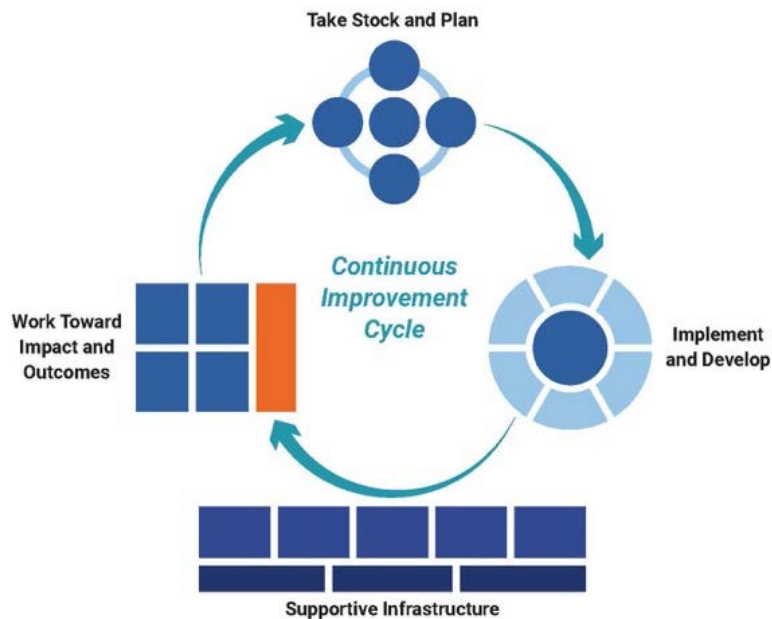 Take Stock and Plan
Continuous
Improvement
Cycle
Work Toward
Impact and
Outcomes
Implement
and Develop
Supportive Infrastructure